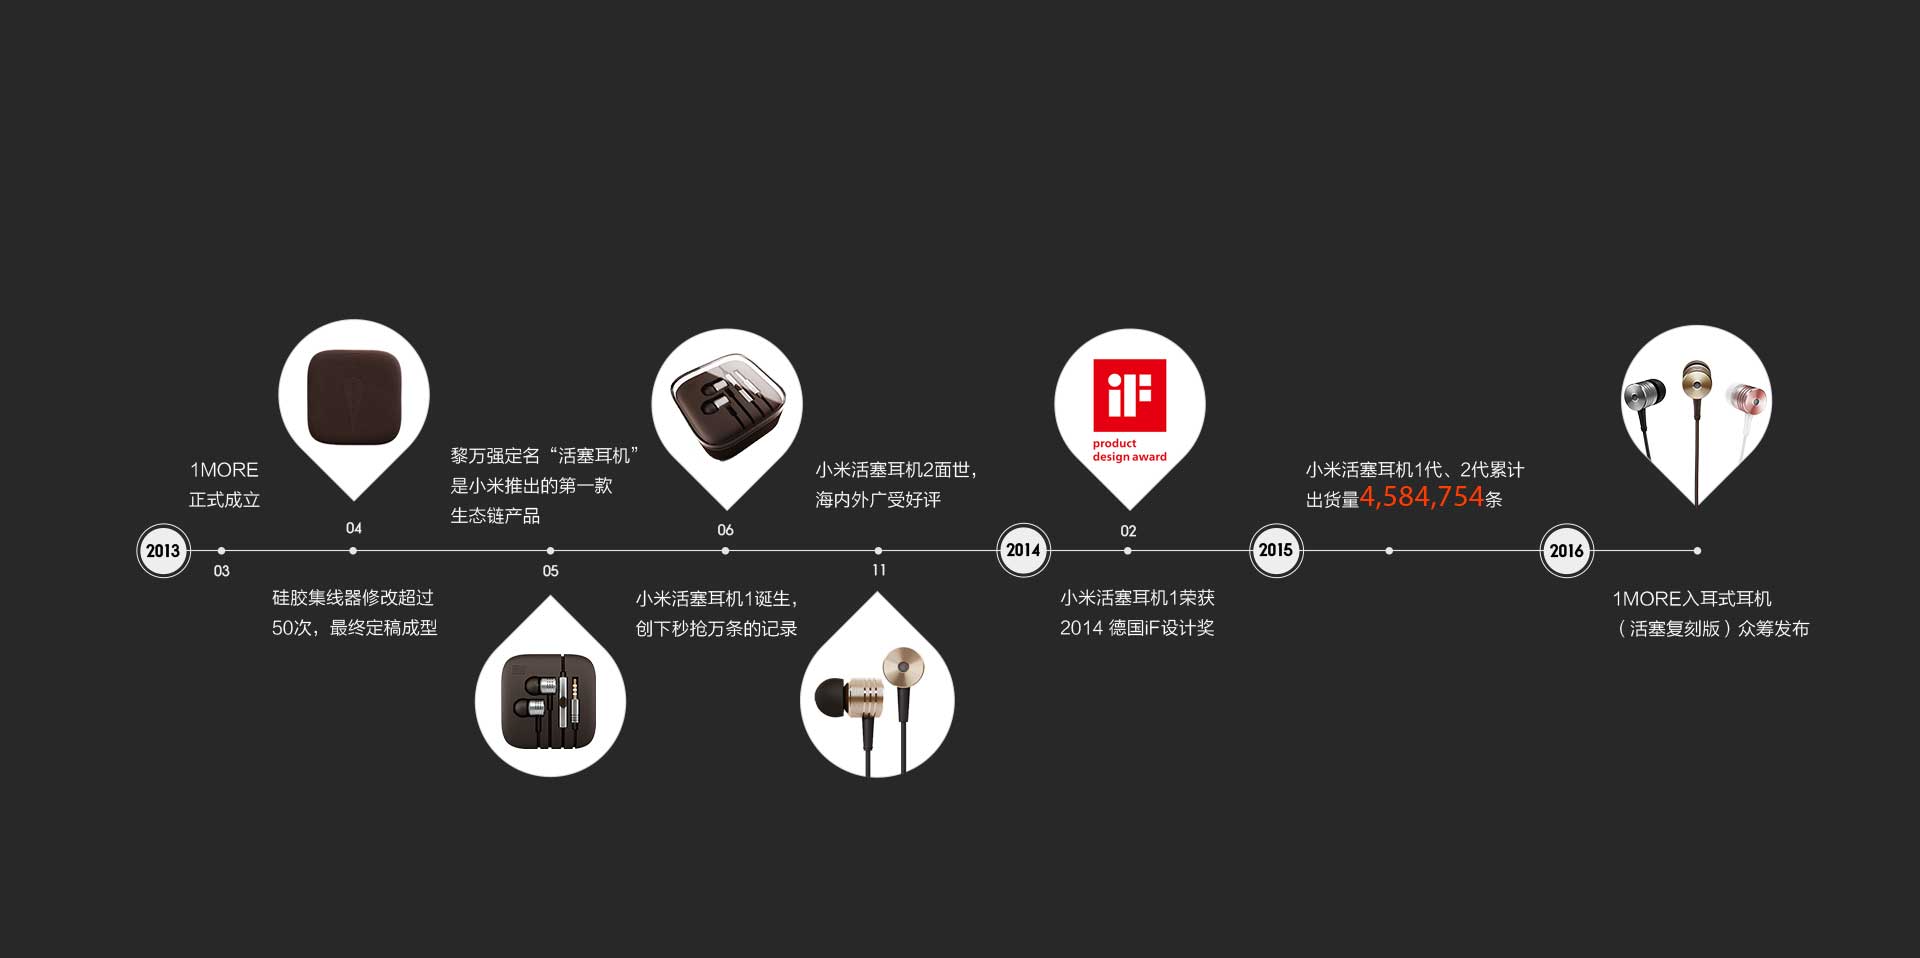 1MORE
正式成立
2013
03
04
硅胶集线器修改超过
50次，最终定稿成型
黎万强定名“活塞耳机”
是小米推出的第一款
生态链产品
05
06
小米活塞耳机1诞生，
创下秒抢万条的记录
小米活塞耳机2面世，
海内外广受好评
11
2014
iF
product
design award
02
小米活塞耳机1荣获
2014 德国iF设计奖
2015
小米活塞耳机1代、2代累计
出货量4,584,754条
2016
1MORE入耳式耳机
（活塞复刻版）众筹发布